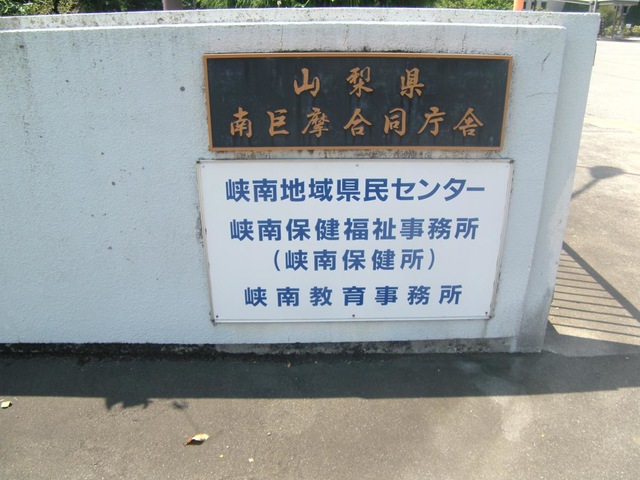 山梨県
南巨摩合同庁舎
峡南地域県民センター
峡南保健福祉事務所
（峡南保健所）
峡南教育事務所